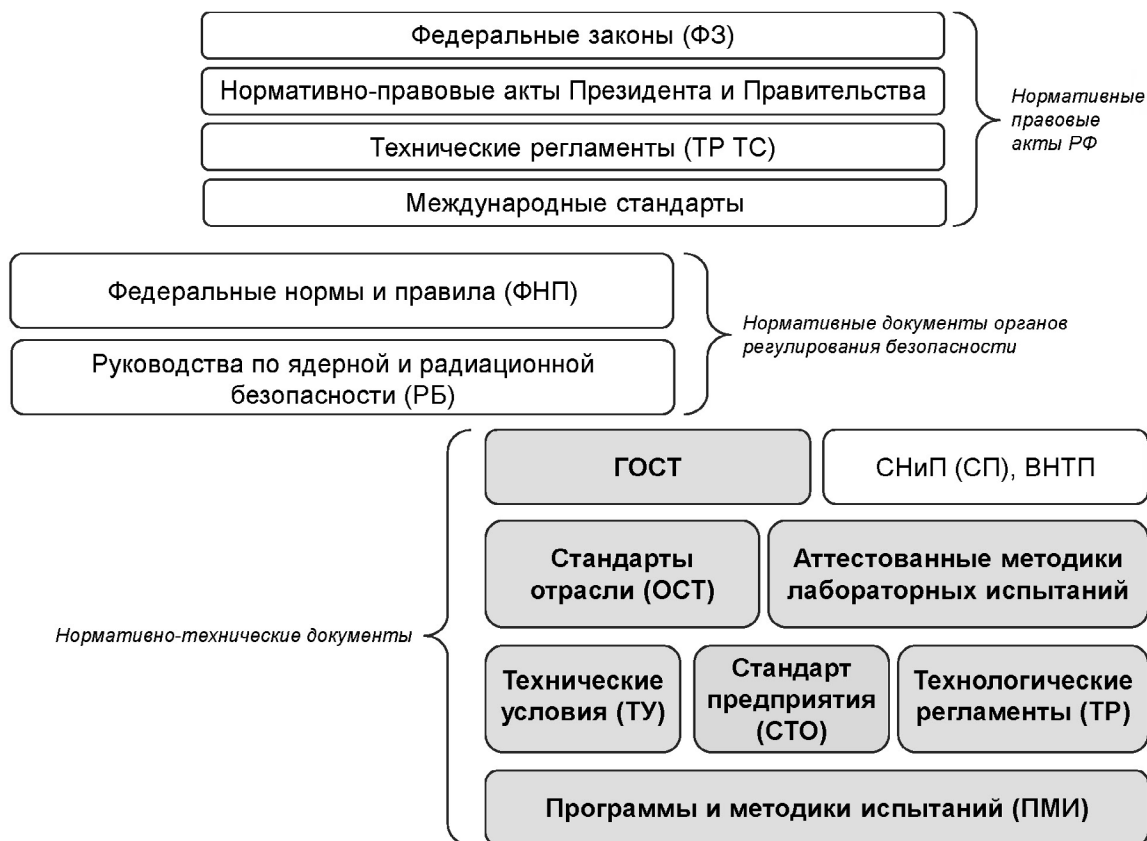 Федеральные законы (ФЗ)
Нормативно-правовые акты Президента и Правительства
Технические регламенты (ТР ТС)
Международные стандарты
Нормативные
правовые
акты РФ
Федеральные нормы и правила (ФНП)
Руководства по ядерной и радиационной
безопасности (РБ)
Нормативные документы органов
регулирования безопасности
ГОСТ
СНиП (СП), ВНТП
Стандарты
отрасли (ОСТ)
Аттестованные методики
лабораторных испытаний
Нормативно-технические документы
Технические
условия (ТУ)
Стандарт
предприятия
(СТО)
Технологические
регламенты (ТР)
Программы и методики испытаний (ПМИ)